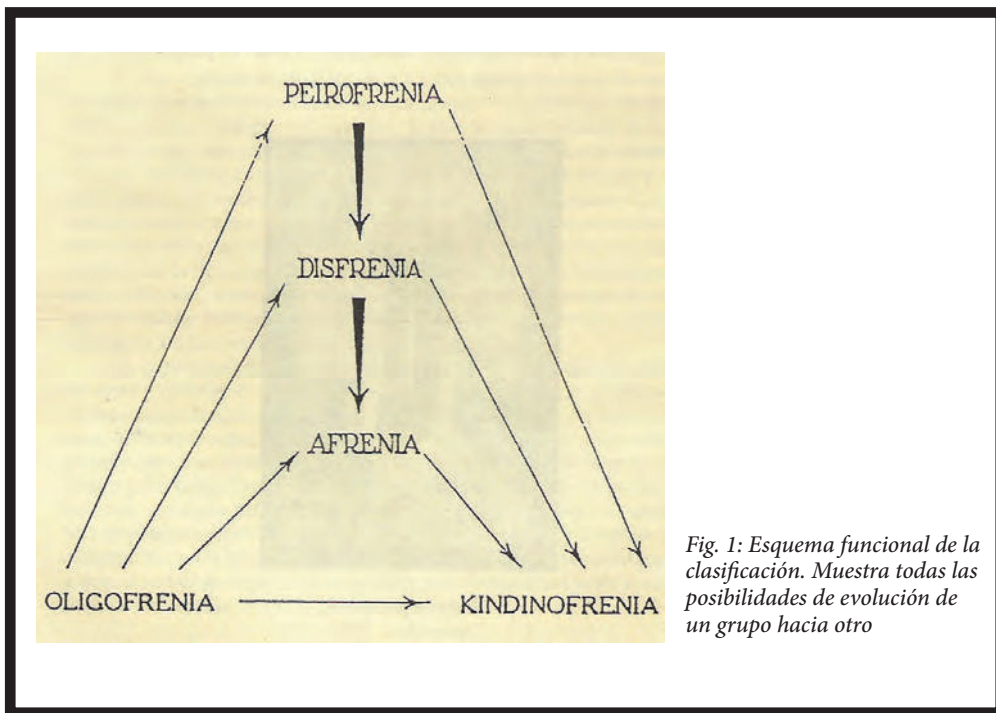 PEIROFRENIA
DISFRENIA
AFRENIA
OLIGOFRENIA
KINDINOFRENIA
Fig. 1: Esquema funcional de la
clasificación. Muestra todas las
posibilidades de evolución de
un grupo hacia otro